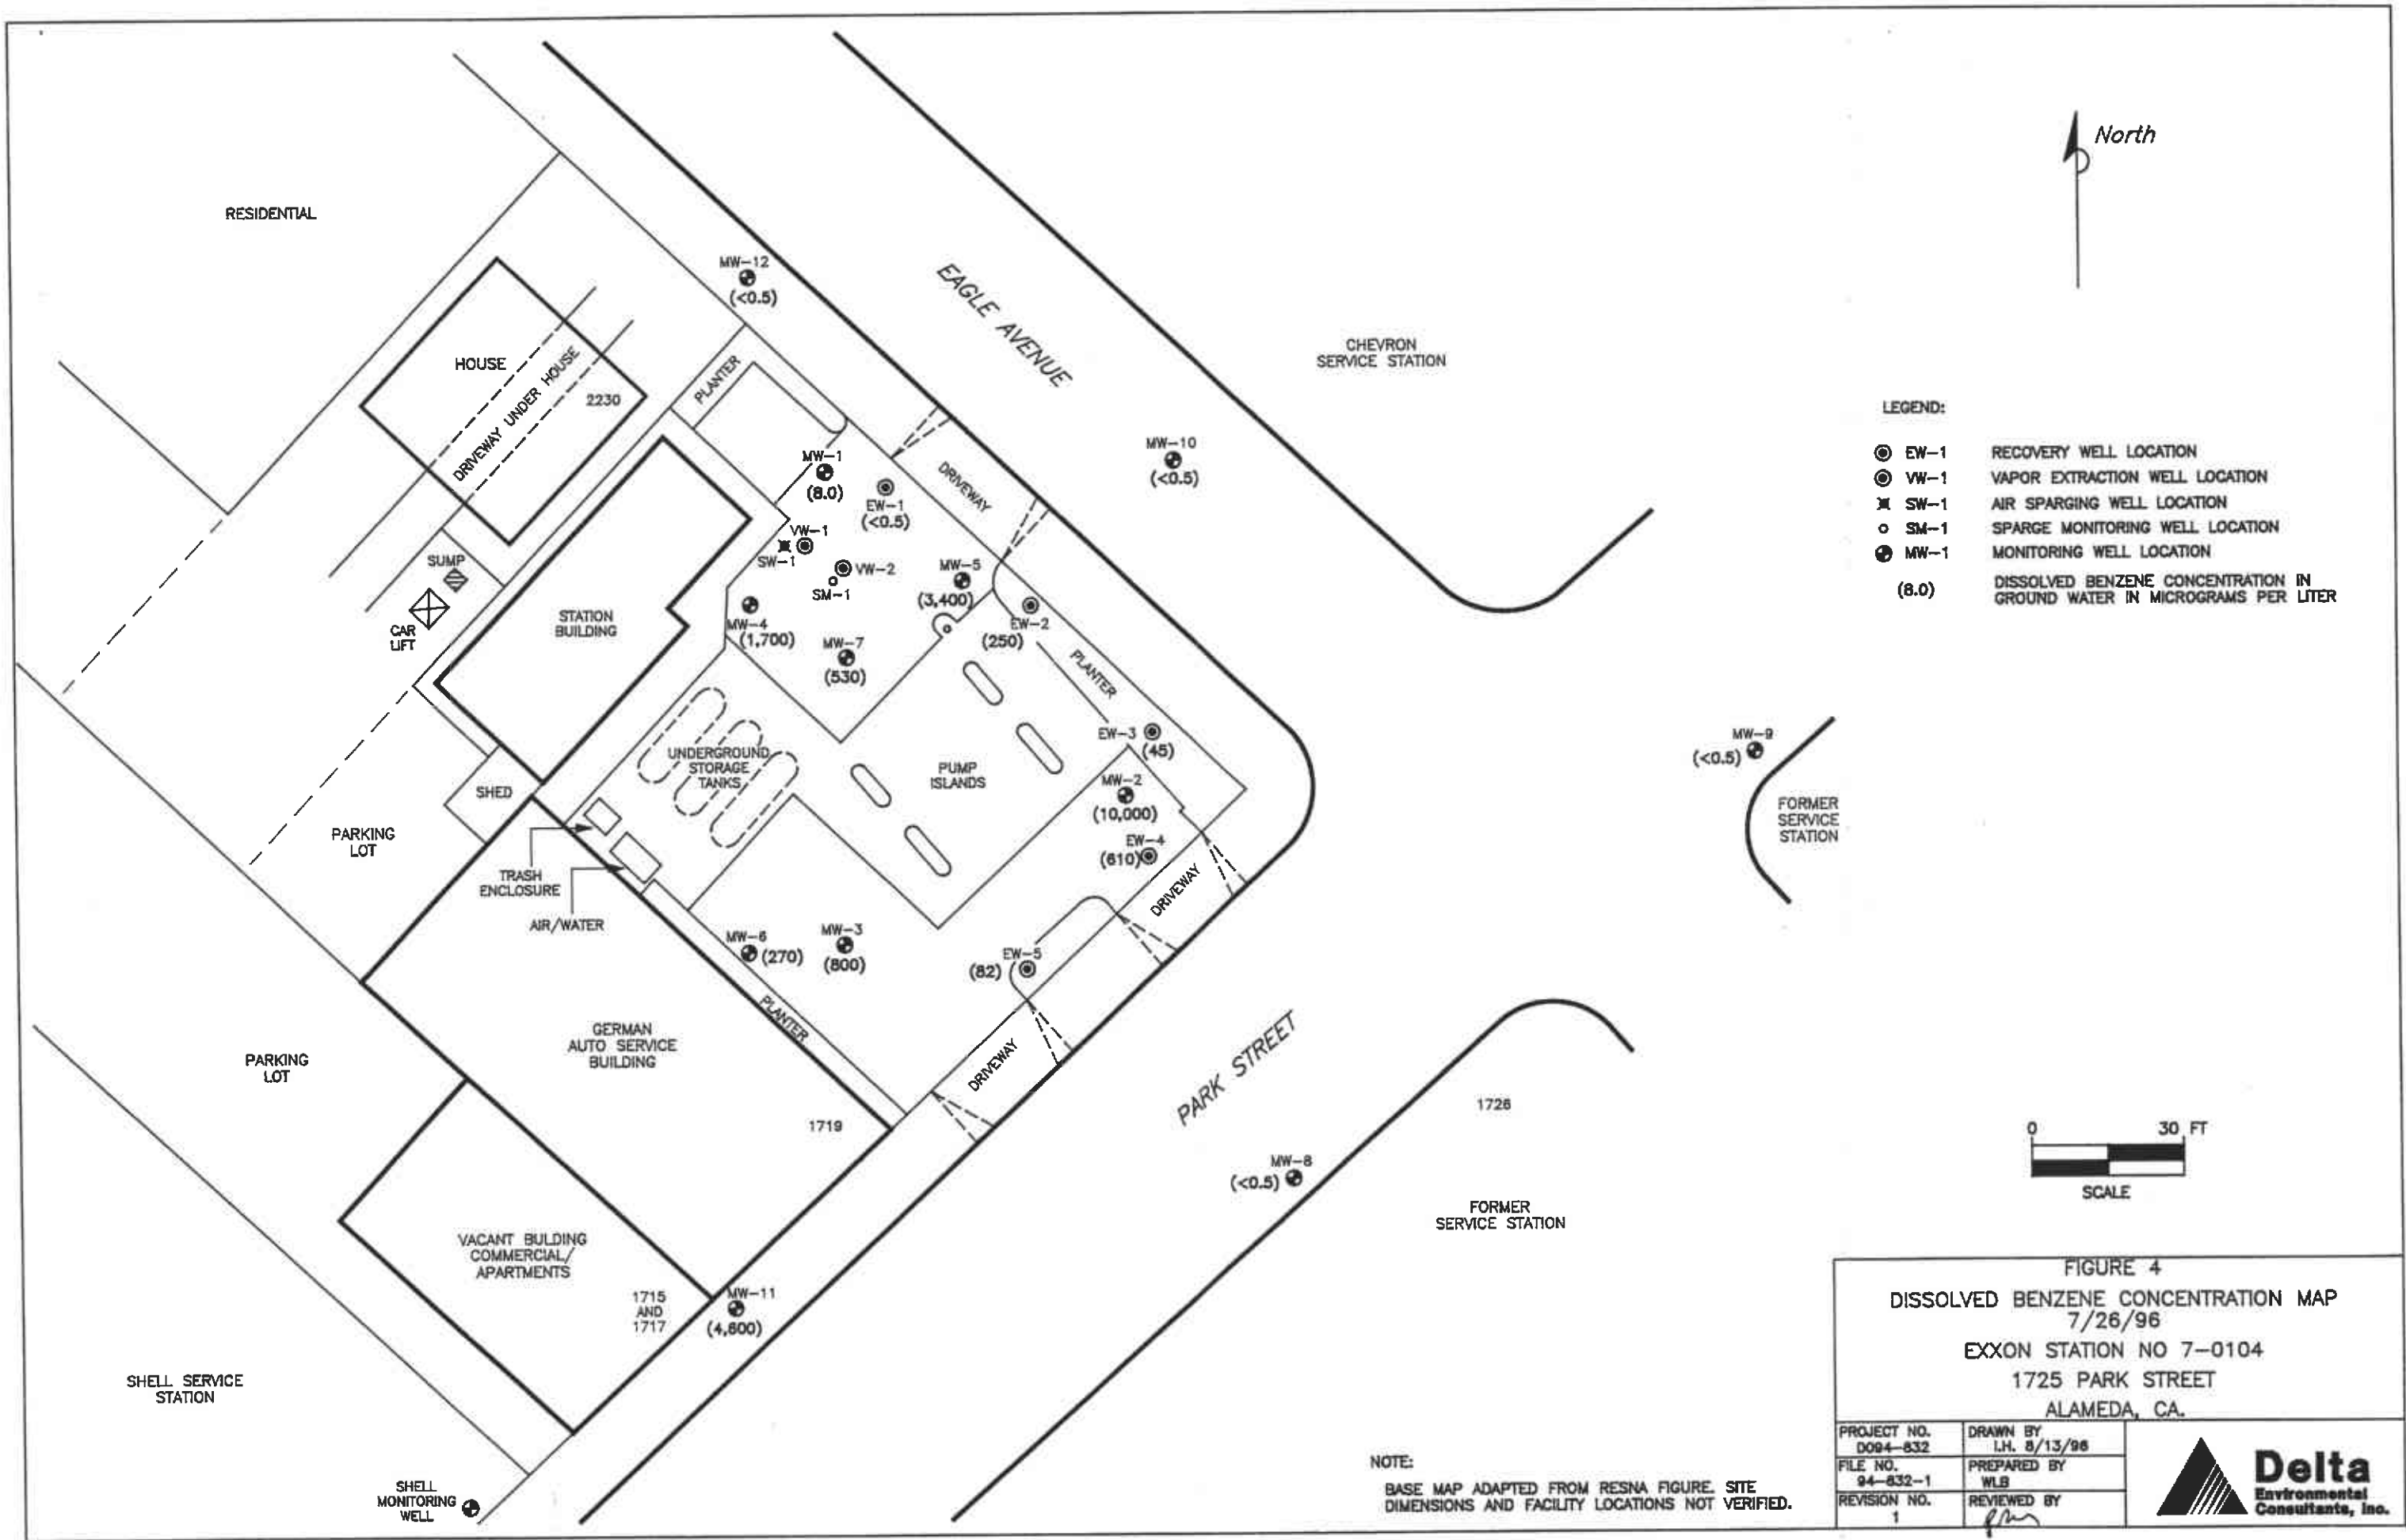 RESIDENTIAL
HOUSE
DRIVEWAY UNDER HOUSE
2230
MW-12
(<0.5)
EAGLE AVENUE
CHEVRON
SERVICE STATION
North
PLANTER
MW-1
(8.0)
EW-1
(<0.5)
DRIVEWAY
MW-10
(<0.5)
LEGEND:
EW-1 RECOVERY WELL LOCATION
VW-1 VAPOR EXTRACTION WELL LOCATION
SW-1 AIR SPARGING WELL LOCATION
SM-1 SPARGE MONITORING WELL LOCATION
MW-1 MONITORING WELL LOCATION
(8.0) DISSOLVED BENZENE CONCENTRATION IN
GROUND WATER IN MICROGRAMS PER LITER
SUMP
CAR
LIFT
STATION
BUILDING
VW-1
SW-1
VW-2
SM-1
MW-5
(3,400)
MW-4
(1,700)
MW-7
(530)
EW-2
(250)
PLANTER
EW-3
(45)
MW-2
(10,000)
EW-4
(610)
UNDERGROUND
STORAGE
TANKS
PUMP
ISLANDS
MW-9
(<0.5)
FORMER
SERVICE
STATION
SHED
PARKING
LOT
TRASH
ENCLOSURE
AIR/WATER
MW-6
(270)
MW-3
(800)
EW-5
(82)
DRIVEWAY
PLANTER
GERMAN
AUTO SERVICE
BUILDING
1719
DRIVEWAY
PARK STREET
PARKING
LOT
1726
MW-8
(<0.5)
FORMER
SERVICE STATION
0 30 FT
SCALE
VACANT BULDING
COMMERCIAL/
APARTMENTS
1715
AND
1717
MW-11
(4,600)
SHELL SERVICE
STATION
SHELL
MONITORING
WELL
NOTE:
BASE MAP ADAPTED FROM RESNA FIGURE. SITE
DIMENSIONS AND FACILITY LOCATIONS NOT VERIFIED.
FIGURE 4
DISSOLVED BENZENE CONCENTRATION MAP
7/26/96
EXXON STATION NO 7-0104
1725 PARK STREET
ALAMEDA, CA.
PROJECT NO.
D094-832
DRAWN BY
I.H. 8/13/96
FILE NO.
94-832-1
PREPARED BY
WLB
REVISION NO.
1
REVIEWED BY
Delta
Environmental
Consultants, Inc.